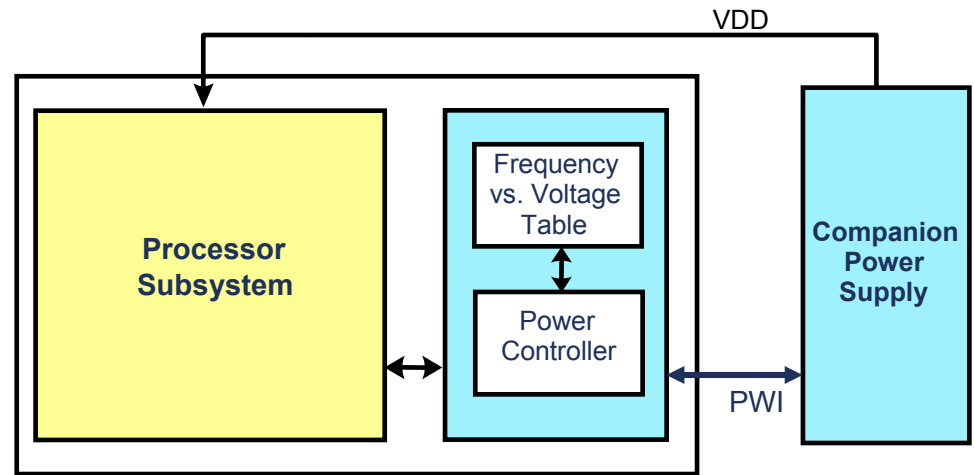 VDD
Processor
Subsystem
Frequency
vs. Voltage
Table
Power
Controller
PWI
Companion
Power
Supply